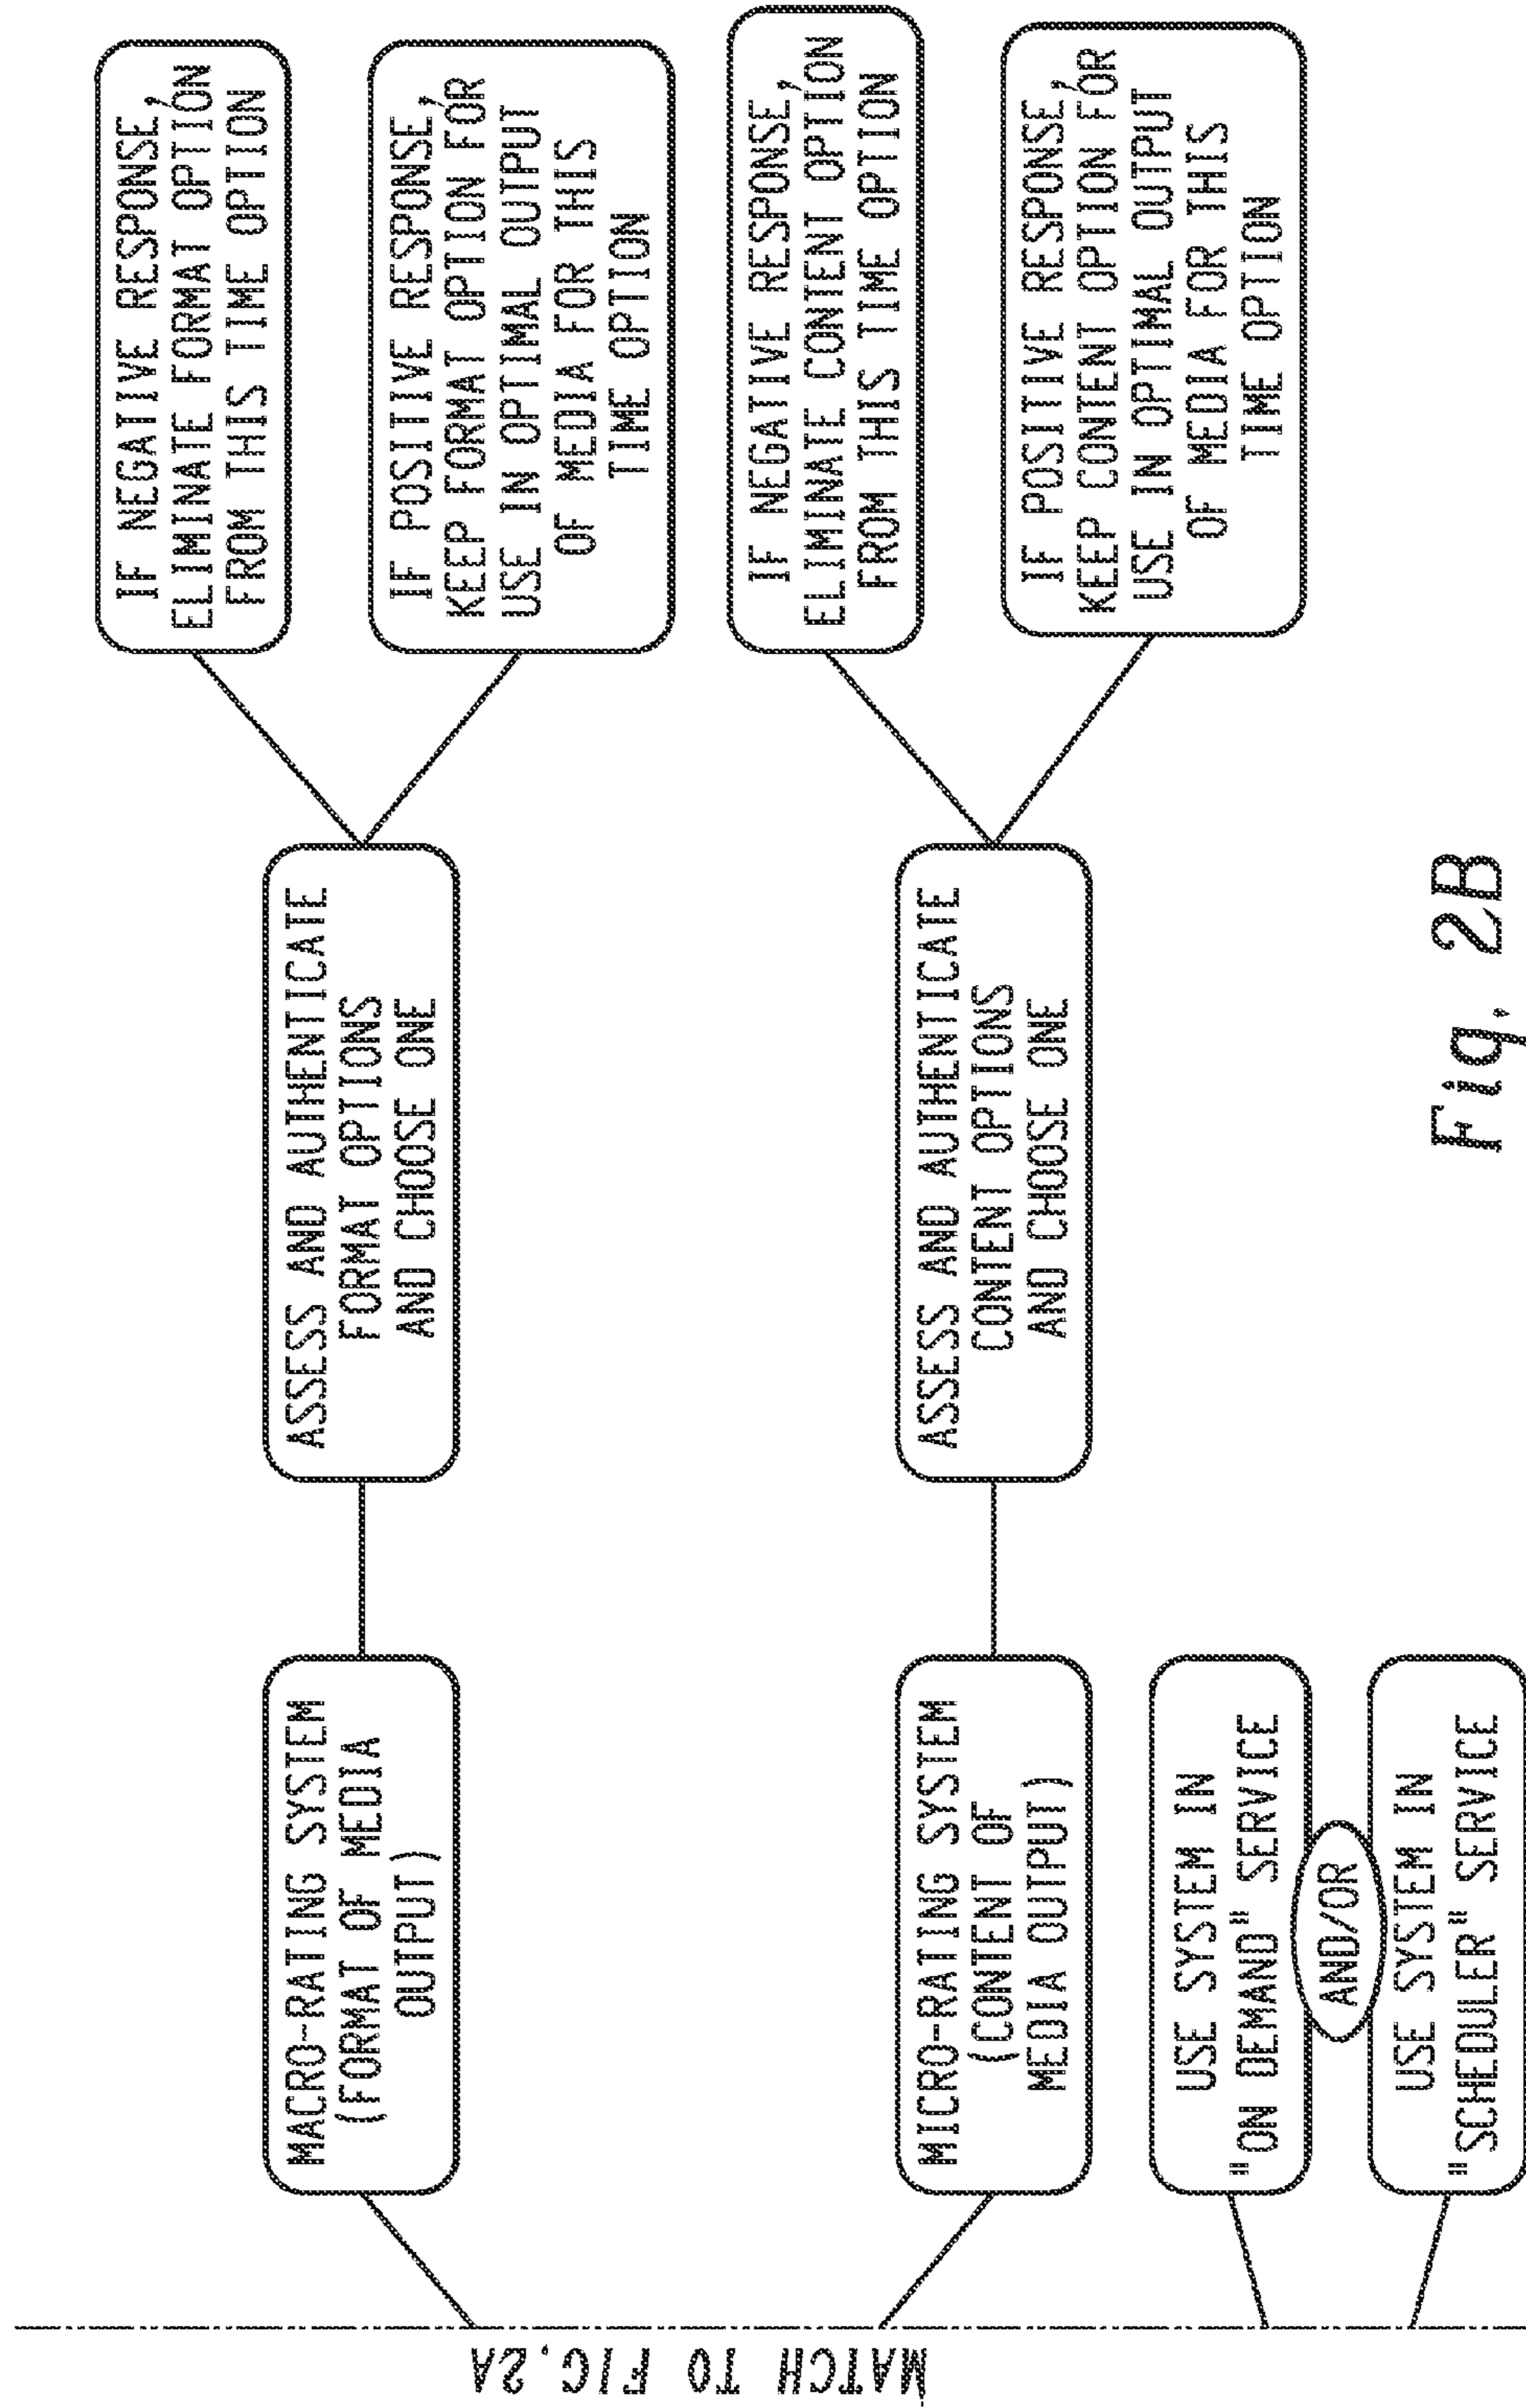 MATCH TO FIG.2A
MACRO-RATING SYSTEM
(FORMAT OF MEDIA
OUTPUT)
ASSESS AND AUTHENTICATE
FORMAT OPTIONS
AND CHOOSE ONE
IF NEGATIVE RESPONSE,
ELIMINATE FORMAT OPTION
FROM THIS TIME OPTION
IF POSITIVE RESPONSE,
KEEP FORMAT OPTION FOR
USE IN OPTIMAL OUTPUT
OF MEDIA FOR THIS
TIME OPTION
MICRO-RATING SYSTEM
(CONTENT OF
MEDIA OUTPUT)
ASSESS AND AUTHENTICATE
CONTENT OPTIONS
AND CHOOSE ONE
IF NEGATIVE RESPONSE,
ELIMINATE CONTENT OPTION
FROM THIS TIME OPTION
IF POSITIVE RESPONSE,
KEEP CONTENT OPTION FOR
USE IN OPTIMAL OUTPUT
OF MEDIA FOR THIS
TIME OPTION
USE SYSTEM IN
"ON DEMAND" SERVICE
AND/OR
USE SYSTEM IN
"SCHEDULER" SERVICE
Fig. 2B